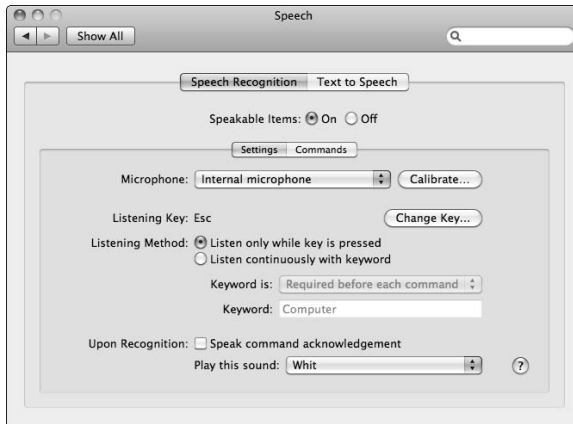 Speech
Show All
Speech Recognition Text to Speech
Speakable Items: On Off
Settings Commands
Microphone: Internal microphone Calibrate...
Listening Key: Esc Change Key...
Listening Method: Listen only while key is pressed
Listen continuously with keyword
Keyword is: Required before each command
Keyword: Computer
Upon Recognition: Speak command acknowledgement
Play this sound: Whit ?